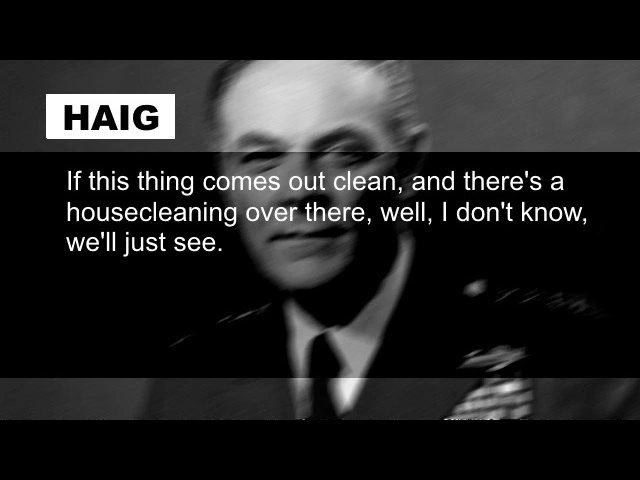 HAIG
If this thing comes out clean, and there's a
housecleaning over there, well, I don't know,
we'll just see.